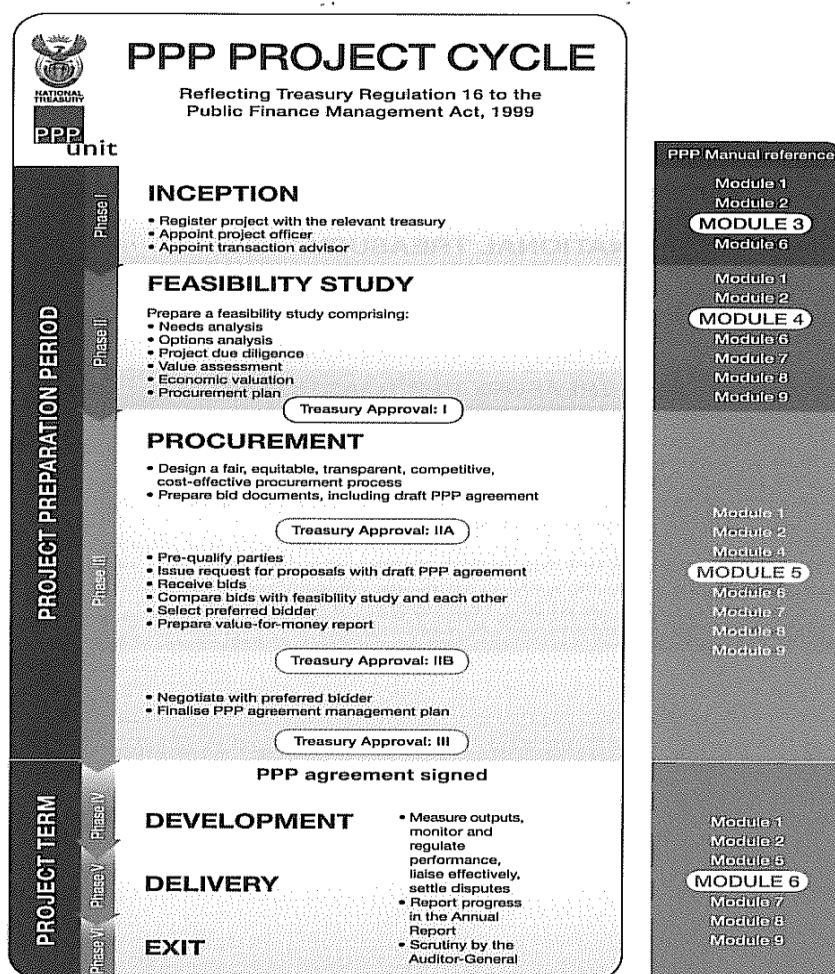 PPP PROJECT CYCLE
Reflecting Treasury Regulation 16 to the
Public Finance Management Act, 1999
NATIONAL
TREASURY
PPP
unit
PROJECT PREPARATION PERIOD
Phase I
INCEPTION
• Register project with the relevant treasury
• Appoint project officer
• Appoint transaction advisor
Phase II
FEASIBILITY STUDY
Prepare a feasibility study comprising:
• Needs analysis
• Options analysis
• Project due diligence
• Value assessment
• Economic valuation
• Procurement plan
Treasury Approval: I
Phase III
PROCUREMENT
• Design a fair, equitable, transparent, competitive,
cost-effective procurement process
• Prepare bid documents, including draft PPP agreement
Treasury Approval: IIA
• Pre-qualify parties
• Issue request for proposals with draft PPP agreement
• Receive bids
• Compare bids with feasibility study and each other
• Select preferred bidder
• Prepare value-for-money report
Treasury Approval: IIB
• Negotiate with preferred bidder
• Finalise PPP agreement management plan
Treasury Approval: III
PPP agreement signed
PROJECT TERM
Phase IV
DEVELOPMENT
Phase V
DELIVERY
Phase VI
EXIT
• Measure outputs,
monitor and
regulate
performance,
liaise effectively,
settle disputes
• Report progress
in the Annual
Report
• Scrutiny by the
Auditor-General
PPP Manual reference
Module 1
Module 2
MODULE 3
Module 6
Module 1
Module 2
MODULE 4
Module 6
Module 7
Module 8
Module 9
Module 1
Module 2
Module 4
MODULE 5
Module 6
Module 7
Module 8
Module 9
Module 1
Module 2
Module 5
MODULE 6
Module 7
Module 8
Module 9